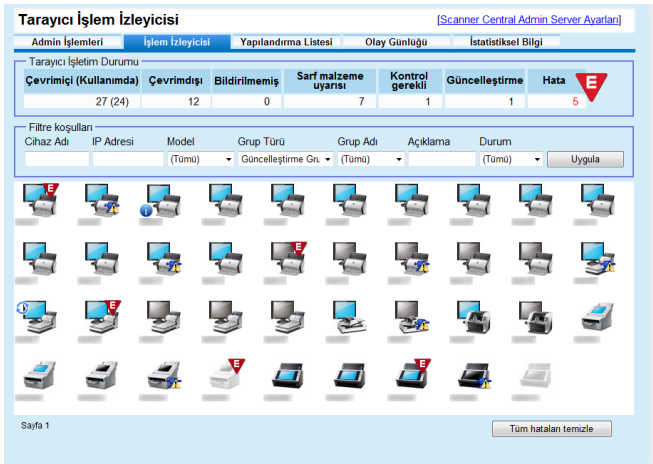 Tarayıcı İşlem İzleyicisi
[Scanner Central Admin Server Ayarları]
Admin İşlemleri İşlem İzleyicisi Yapılandırma Listesi Olay Günlüğü İstatistiksel Bilgi
Tarayıcı İşletim Durumu
Çevrimiçi (Kullanımda) Çevrimdışı Bildirilmemiş Sarf malzeme uyarısı Kontrol gerekli Güncelleştirme Hata
27 (24) 12 0 7 1 1 5
E
Filtre koşulları
Cihaz Adı IP Adresi Model Grup Türü Grup Adı Açıklama Durum
(Tümü) Güncelleştirme Gru (Tümü) (Tümü) Uygula
E
E
E
E
E
Sayfa 1
Tüm hataları temizle